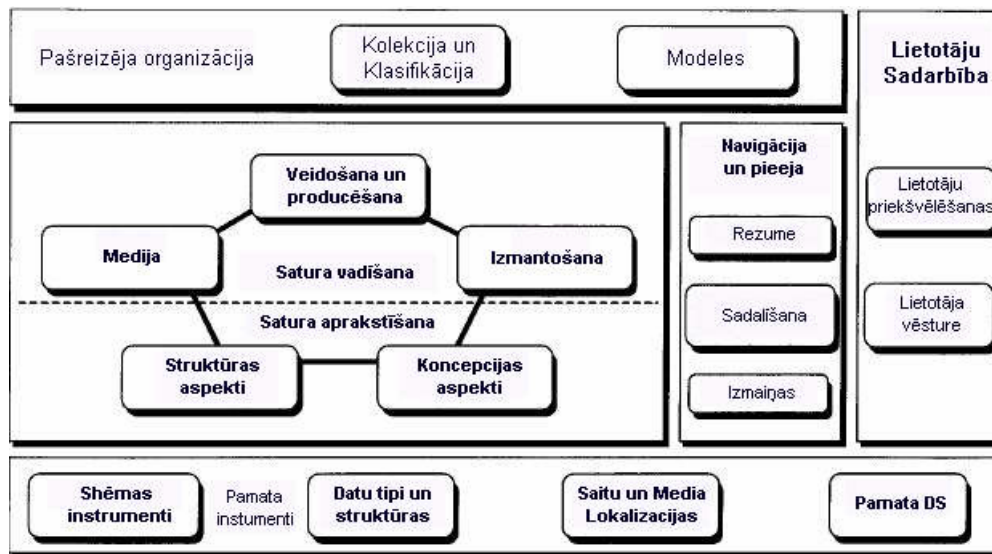 Pašreizēja organizācija
Kolekcija un
Klasifikācija
Modeles
Lietotāju
Sadarbība
Veidošana un
producēšana
Medija
Izmantošana
Satura vadīšana
Satura aprakstīšana
Struktūras
aspekti
Koncepcijas
aspekti
Navigācija
un pieeja
Rezume
Sadalīšana
Izmaiņas
Lietotāju
priekšvēlēšanas
Lietotāja
vēsture
Shēmas
instrumenti
Pamata
instumenti
Datu tipi un
struktūras
Saitu un Media
Lokalizacijas
Pamata DS